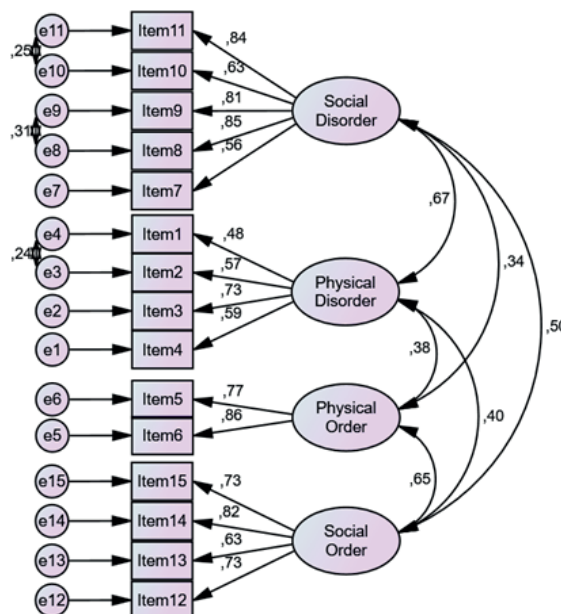 e11 Item11 ,84
,25
e10 Item10 ,63
e9 Item9 ,81
Social
Disorder
,31
e8 Item8 ,85
e7 Item7 ,56
,67
e4 Item1 ,48
,24
e3 Item2 ,57
,34
e2 Item3 ,73
Physical
Disorder
e1 Item4 ,59
,50
,38
e6 Item5 ,77
,40
e5 Item6 ,86
Physical
Order
,65
e15 Item15 ,73
e14 Item14 ,82
Social
Order
e13 Item13 ,63
e12 Item12 ,73